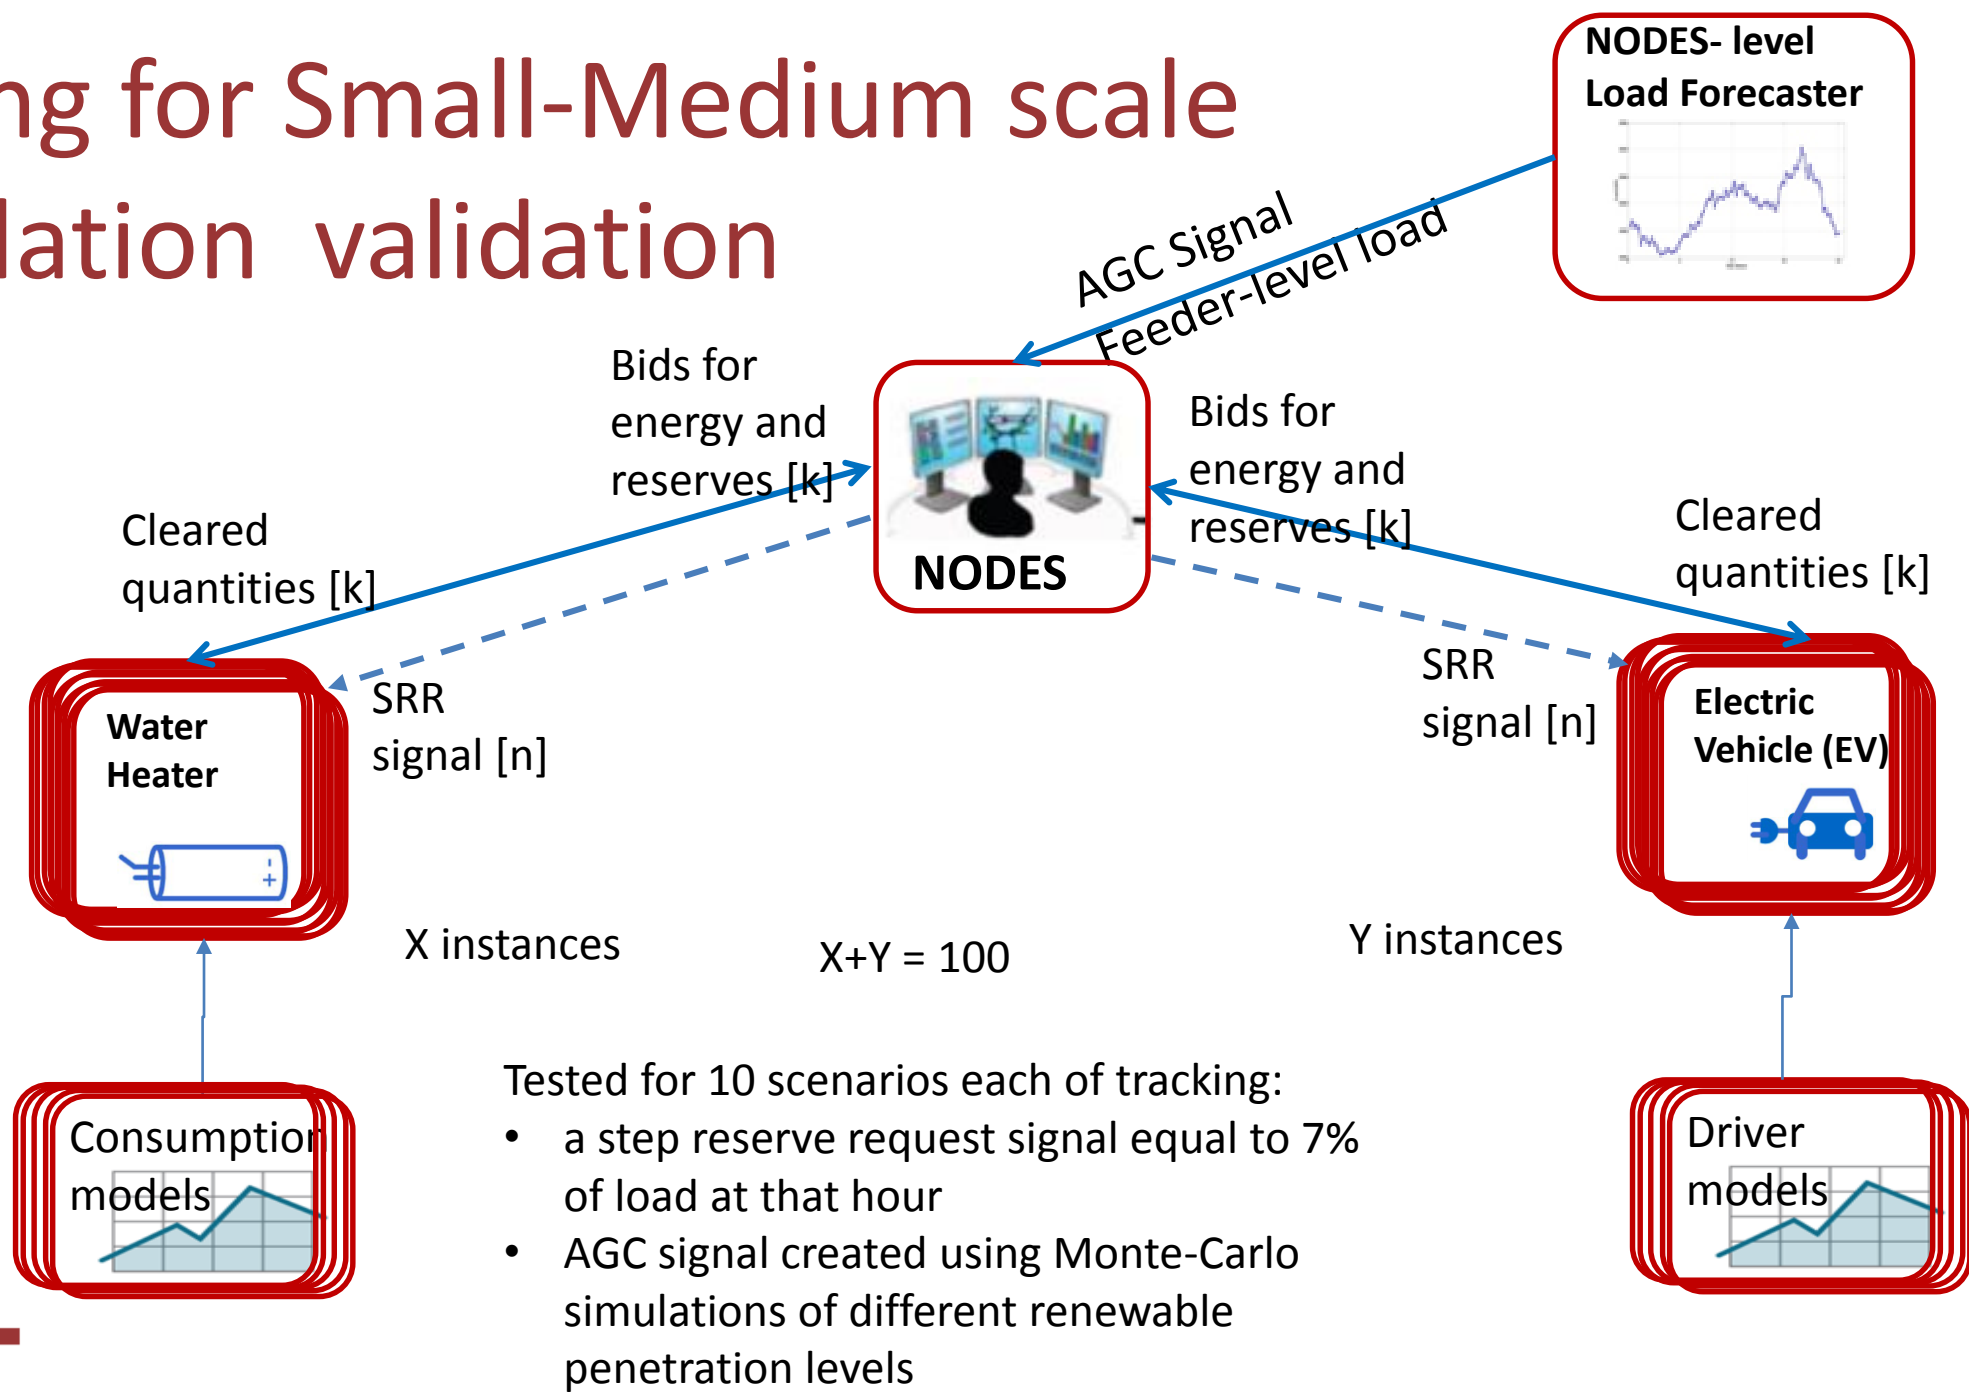 ng for Small-Medium scale
lation validation
NODES- level
Load Forecaster
AGC Signal
Feeder-level load
Bids for
energy and
reserves [k]
NODES
Bids for
energy and
reserves [k]
Cleared
quantities [k]
Cleared
quantities [k]
SRR
signal [n]
SRR
signal [n]
Water
Heater
- 
+
Electric
Vehicle (EV)
X instances
X+Y = 100
Y instances
Consumption
models
Driver
models
Tested for 10 scenarios each of tracking:
• a step reserve request signal equal to 7%
of load at that hour
• AGC signal created using Monte-Carlo
simulations of different renewable
penetration levels